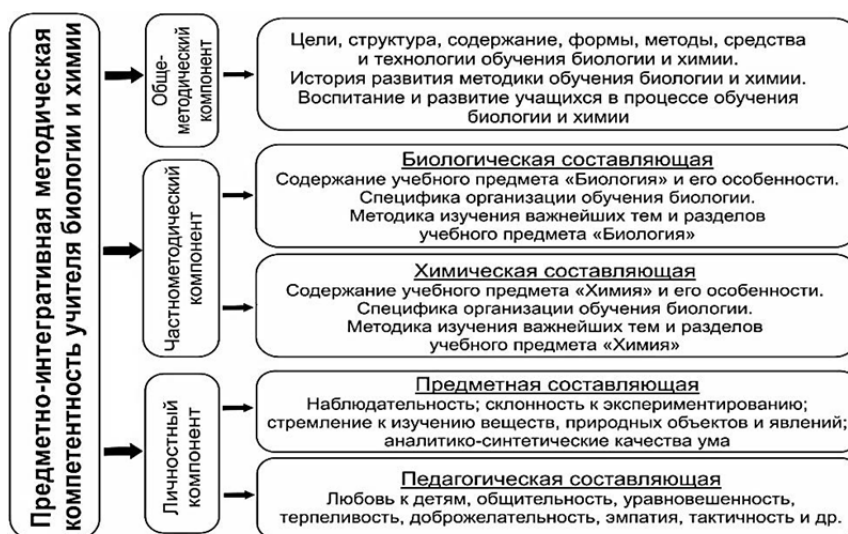 Предметно-интегративная методическая
компетентность учителя биологии и химии
Обще-
методический
компонент
Цели, структура, содержание, формы, методы, средства
и технологии обучения биологии и химии.
История развития методики обучения биологии и химии.
Воспитание и развитие учащихся в процессе обучения
биологии и химии
Частнометодический
компонент
Биологическая составляющая
Содержание учебного предмета «Биология» и его особенности.
Специфика организации обучения биологии.
Методика изучения важнейших тем и разделов
учебного предмета «Биология»
Химическая составляющая
Содержание учебного предмета «Химия» и его особенности.
Специфика организации обучения биологии.
Методика изучения важнейших тем и разделов
учебного предмета «Химия»
Личностный
компонент
Предметная составляющая
Наблюдательность; склонность к экспериментированию;
стремление к изучению веществ, природных объектов и явлений;
аналитико-синтетические качества ума
Педагогическая составляющая
Любовь к детям, общительность, уравновешенность,
терпеливость, доброжелательность, эмпатия, тактичность и др.